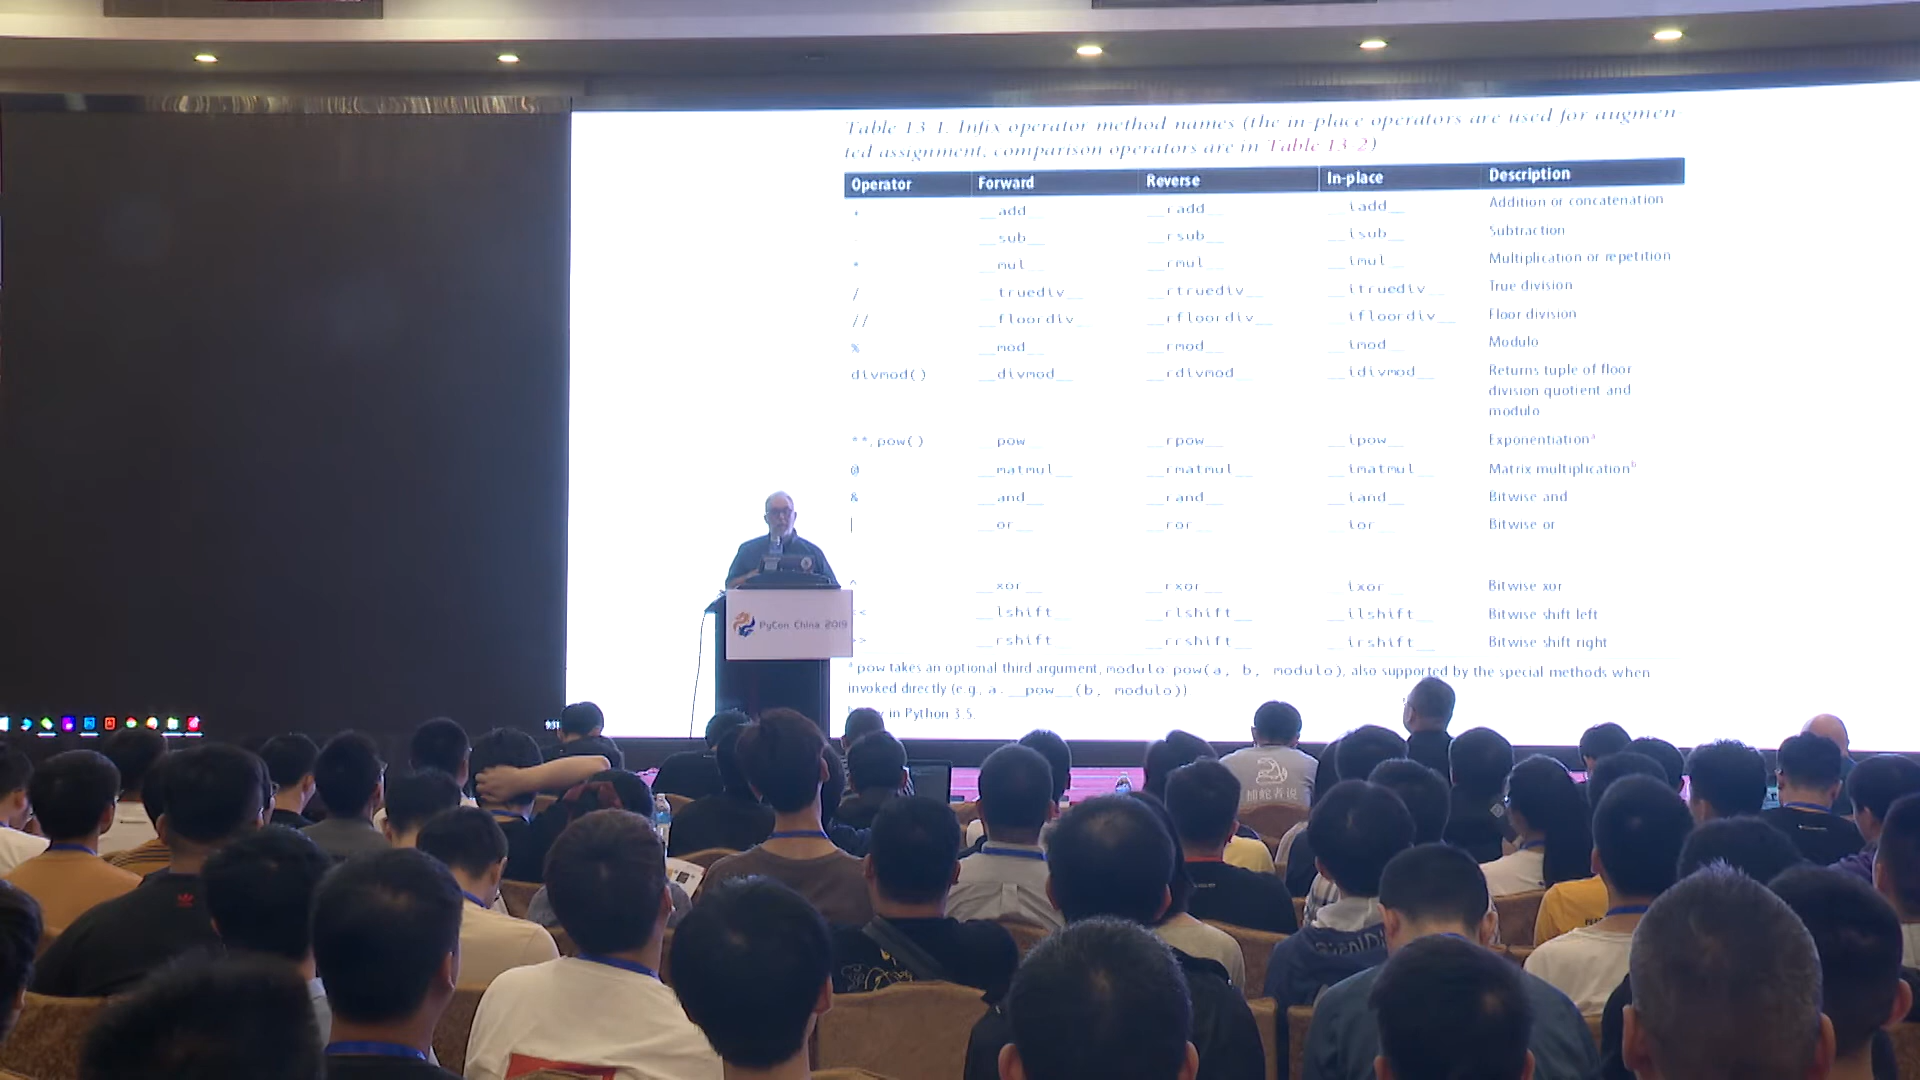 Table 13-1. Infix operator method names (the in-place operators are used for augmen-
ted assignment, comparison operators are in Table 13-2)
Operator Forward Reverse In-place Description
+ __add__ __radd__ __iadd__ Addition or concatenation
- __sub__ __rsub__ __isub__ Subtraction
* __mul__ __rmul__ __imul__ Multiplication or repetition
/ __truediv__ __rtruediv__ __itruediv__ True division
// __floordiv__ __rfloordiv__ __ifloordiv__ Floor division
% __mod__ __rmod__ __imod__ Modulo
divmod() __divmod__ __rdivmod__ __idivmod__ Returns tuple of floor
division quotient and
modulo
**, pow() __pow__ __rpow__ __ipow__ Exponentiation a
@ __matmul__ __rmatmul__ __imatmul__ Matrix multiplication b
& __and__ __rand__ __iand__ Bitwise and
| __or__ __ror__ __ior__ Bitwise or
^ __xor__ __rxor__ __ixor__ Bitwise xor
<< __lshift__ __rlshift__ __ilshift__ Bitwise shift left
>> __rshift__ __rrshift__ __irshift__ Bitwise shift right
a pow takes an optional third argument, modulo: pow(a, b, modulo), also supported by the special methods when
invoked directly (e.g., a.__pow__(b, modulo))
in Python 3.5.
PyCon China 2019